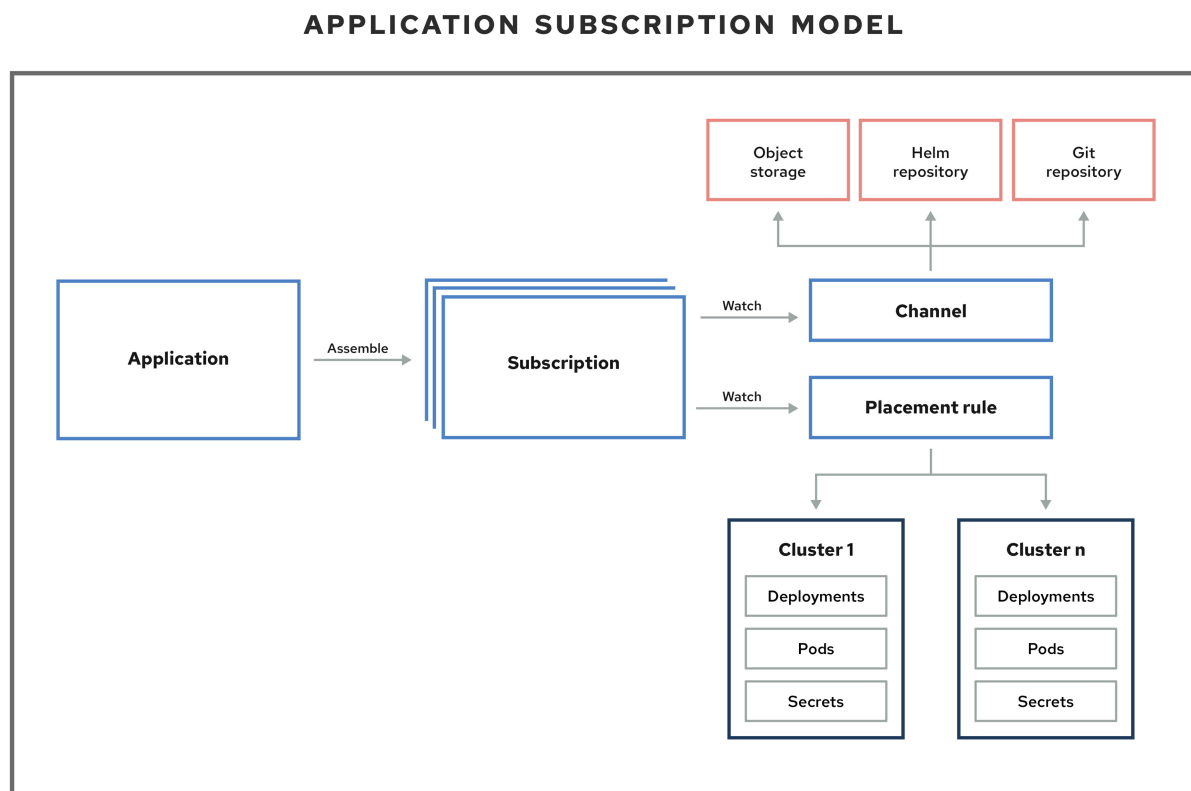 APPLICATION SUBSCRIPTION MODEL
Object
storage
Helm
repository
Git
repository
Application
Assemble
Subscription
Watch
Channel
Watch
Placement rule
Cluster 1
Deployments
Pods
Secrets
Cluster n
Deployments
Pods
Secrets